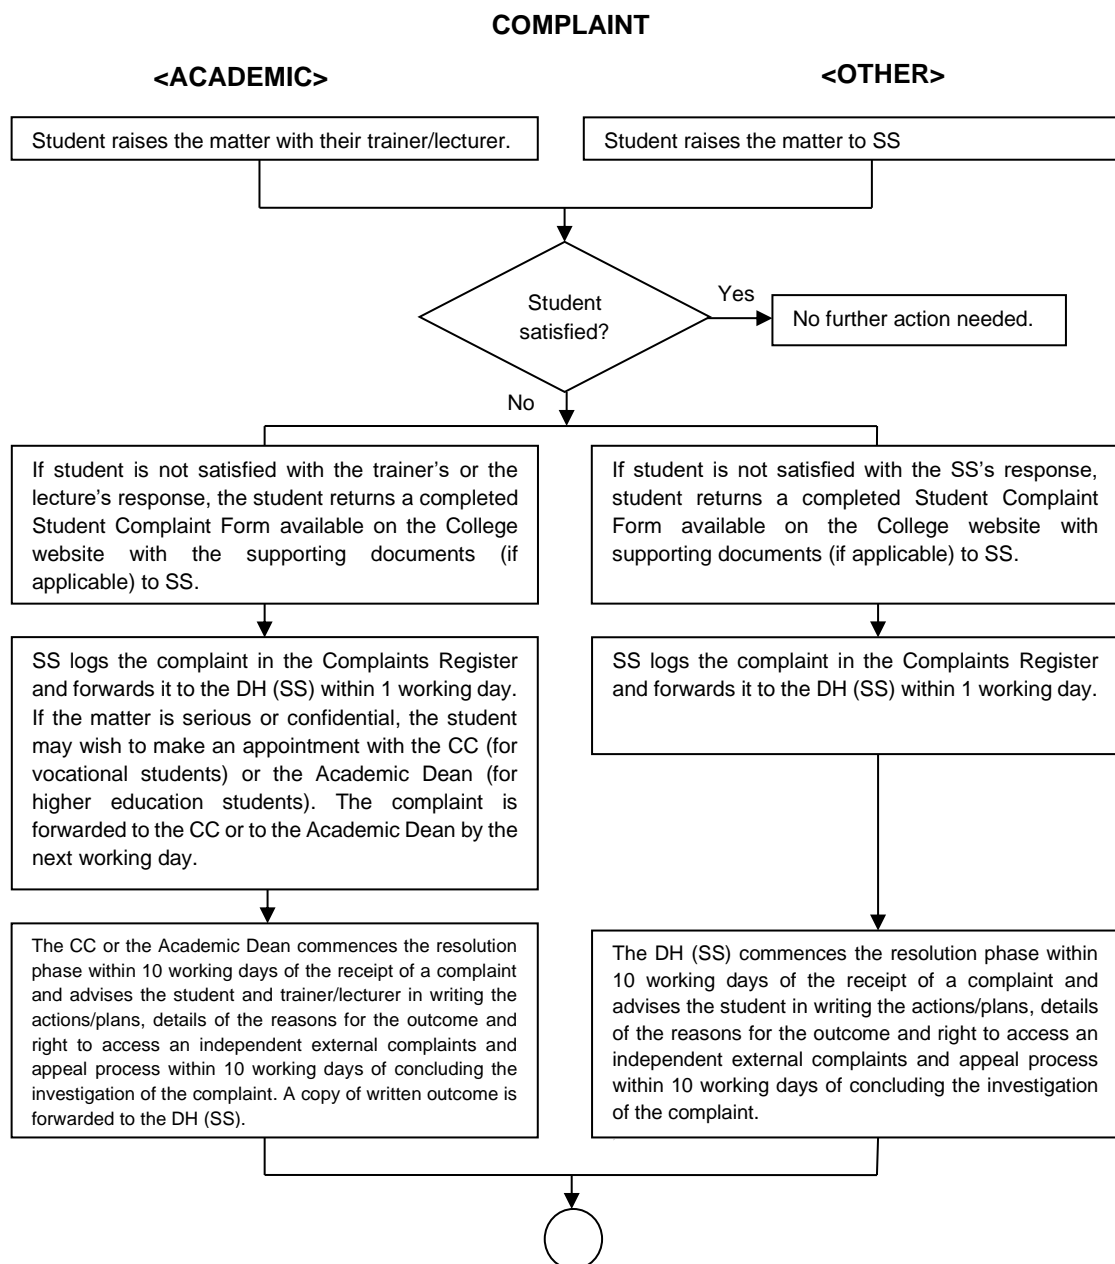 COMPLAINT
<ACADEMIC>
<OTHER>
Student raises the matter with their trainer/lecturer.
Student raises the matter to SS
Student
satisfied?
Yes
No further action needed.
No
If student is not satisfied with the trainer's or the
lecture's response, the student returns a completed
Student Complaint Form available on the College
website with the supporting documents (if
applicable) to SS.
If student is not satisfied with the SS's response,
student returns a completed Student Complaint
Form available on the College website with
supporting documents (if applicable) to SS.
SS logs the complaint in the Complaints Register
and forwards it to the DH (SS) within 1 working day.
If the matter is serious or confidential, the student
may wish to make an appointment with the CC (for
vocational students) or the Academic Dean (for
higher education students). The complaint is
forwarded to the CC or to the Academic Dean by the
next working day.
SS logs the complaint in the Complaints Register
and forwards it to the DH (SS) within 1 working day.
The CC or the Academic Dean commences the resolution
phase within 10 working days of the receipt of a complaint
and advises the student and trainer/lecturer in writing the
actions/plans, details of the reasons for the outcome and
right to access an independent external complaints and
appeal process within 10 working days of concluding the
investigation of the complaint. A copy of written outcome is
forwarded to the DH (SS).
The DH (SS) commences the resolution phase within
10 working days of the receipt of a complaint and
advises the student in writing the actions/plans, details
of the reasons for the outcome and right to access an
independent external complaints and appeal process
within 10 working days of concluding the investigation
of the complaint.